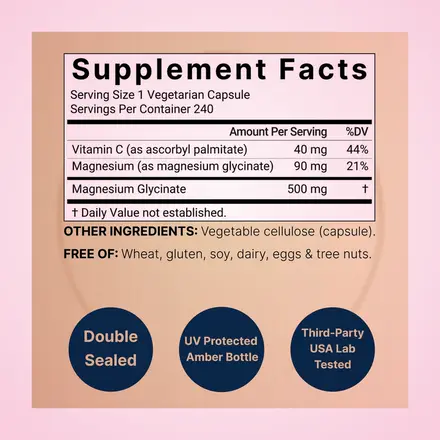 Supplement Facts
Serving Size 1 Vegetarian Capsule
Servings Per Container 240
Amount Per Serving %DV
Vitamin C (as ascorbyl palmitate) 40 mg 44%
Magnesium (as magnesium glycinate) 90 mg 21%
Magnesium Glycinate 500 mg †
† Daily Value not established.
OTHER INGREDIENTS: Vegetable cellulose (capsule).
FREE OF: Wheat, gluten, soy, dairy, eggs & tree nuts.
Double
Sealed
UV Protected
Amber Bottle
Third-Party
USA Lab
Tested